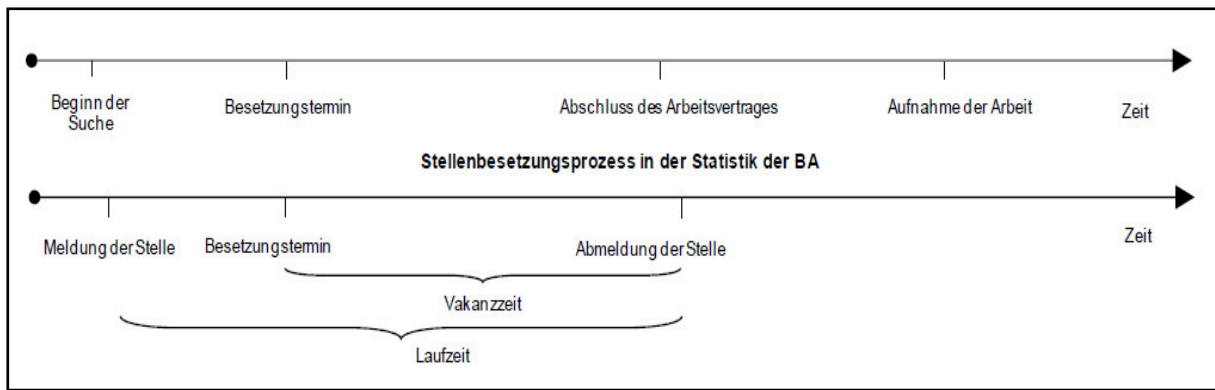 Beginn der
Suche
Besetzungstermin
Abschluss des Arbeitsvertrages
Aufnahme der Arbeit
Zeit
Stellenbesetzungsprozess in der Statistik der BA
Meldung der Stelle
Besetzungstermin
Abmeldung der Stelle
Zeit
Vakanzzeit
Laufzeit